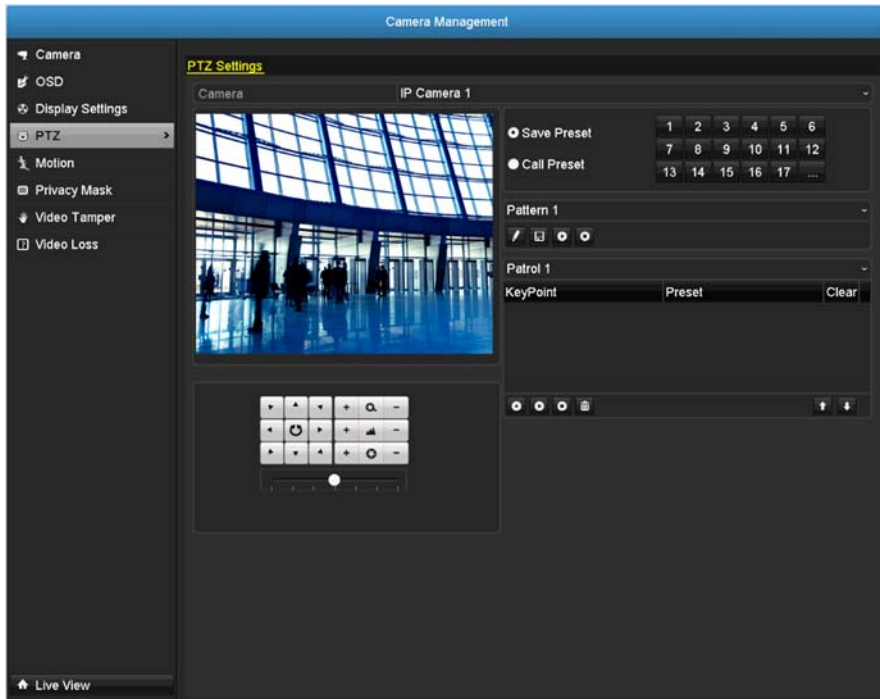 Camera Management
Camera
OSD
Display Settings
PTZ
Motion
Privacy Mask
Video Tamper
Video Loss
Live View
PTZ Settings
Camera IP Camera 1
Save Preset
Call Preset
1 2 3 4 5 6
7 8 9 10 11 12
13 14 15 16 17 ...
Pattern 1
Patrol 1
KeyPoint Preset Clear